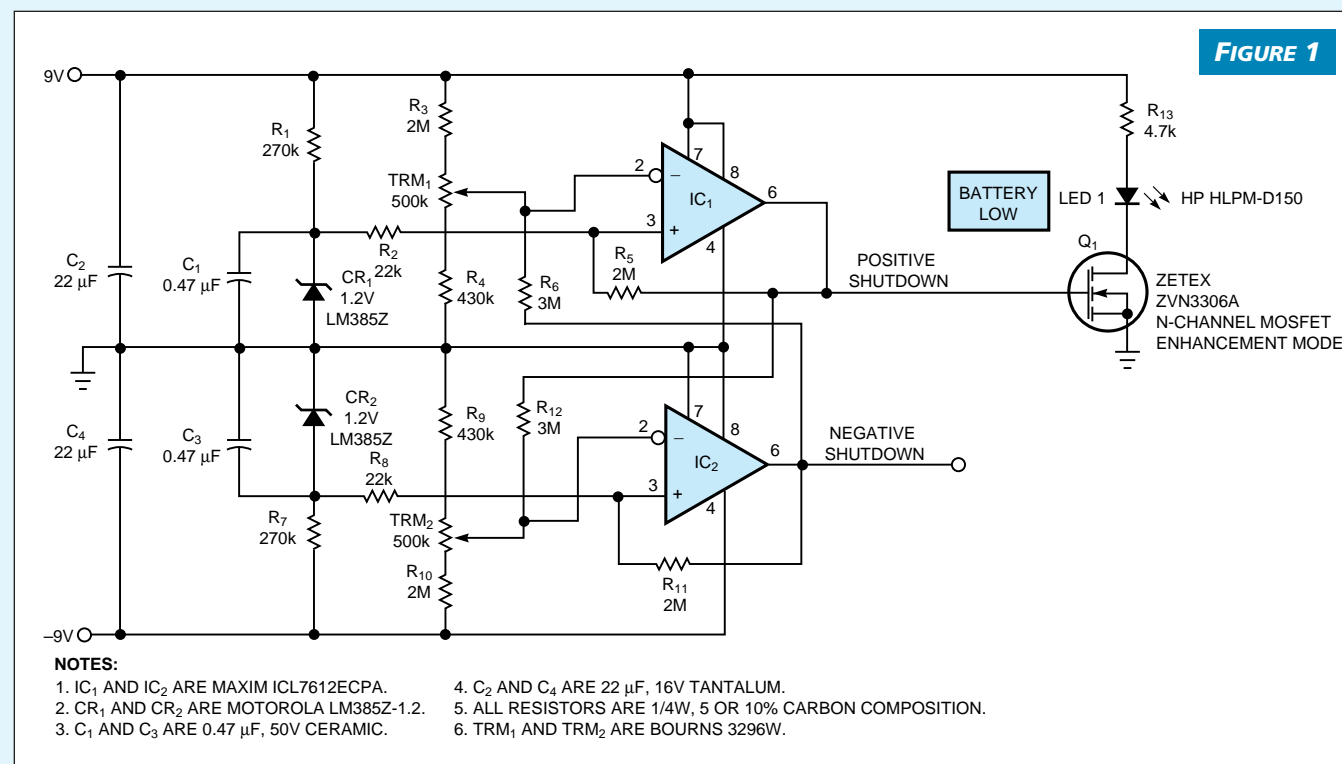 FIGURE 1
9V
R3
2M
R13
4.7k
R1
270k
TRM1
500k
2
−
7
8
IC1
6
3
+
4
BATTERY
LOW
LED 1
HP HLPM-D150
R2
22k
C2
22 µF
C1
0.47 µF
CR1
1.2V
LM385Z
R4
430k
R5
2M
R6
3M
POSITIVE
SHUTDOWN
Q1
ZETEX
ZVN3306A
N-CHANNEL MOSFET
ENHANCEMENT MODE
C4
22 µF
C3
0.47 µF
CR2
1.2V
LM385Z
R9
430k
R12
3M
7
8
2
−
IC2
6
3
+
4
NEGATIVE
SHUTDOWN
R8
22k
R7
270k
TRM2
500k
R10
2M
R11
2M
–9V
NOTES:
1. IC1 AND IC2 ARE MAXIM ICL7612ECPA.
2. CR1 AND CR2 ARE MOTOROLA LM385Z-1.2.
3. C1 AND C3 ARE 0.47 µF, 50V CERAMIC.
4. C2 AND C4 ARE 22 µF, 16V TANTALUM.
5. ALL RESISTORS ARE 1/4W, 5 OR 10% CARBON COMPOSITION.
6. TRM1 AND TRM2 ARE BOURNS 3296W.